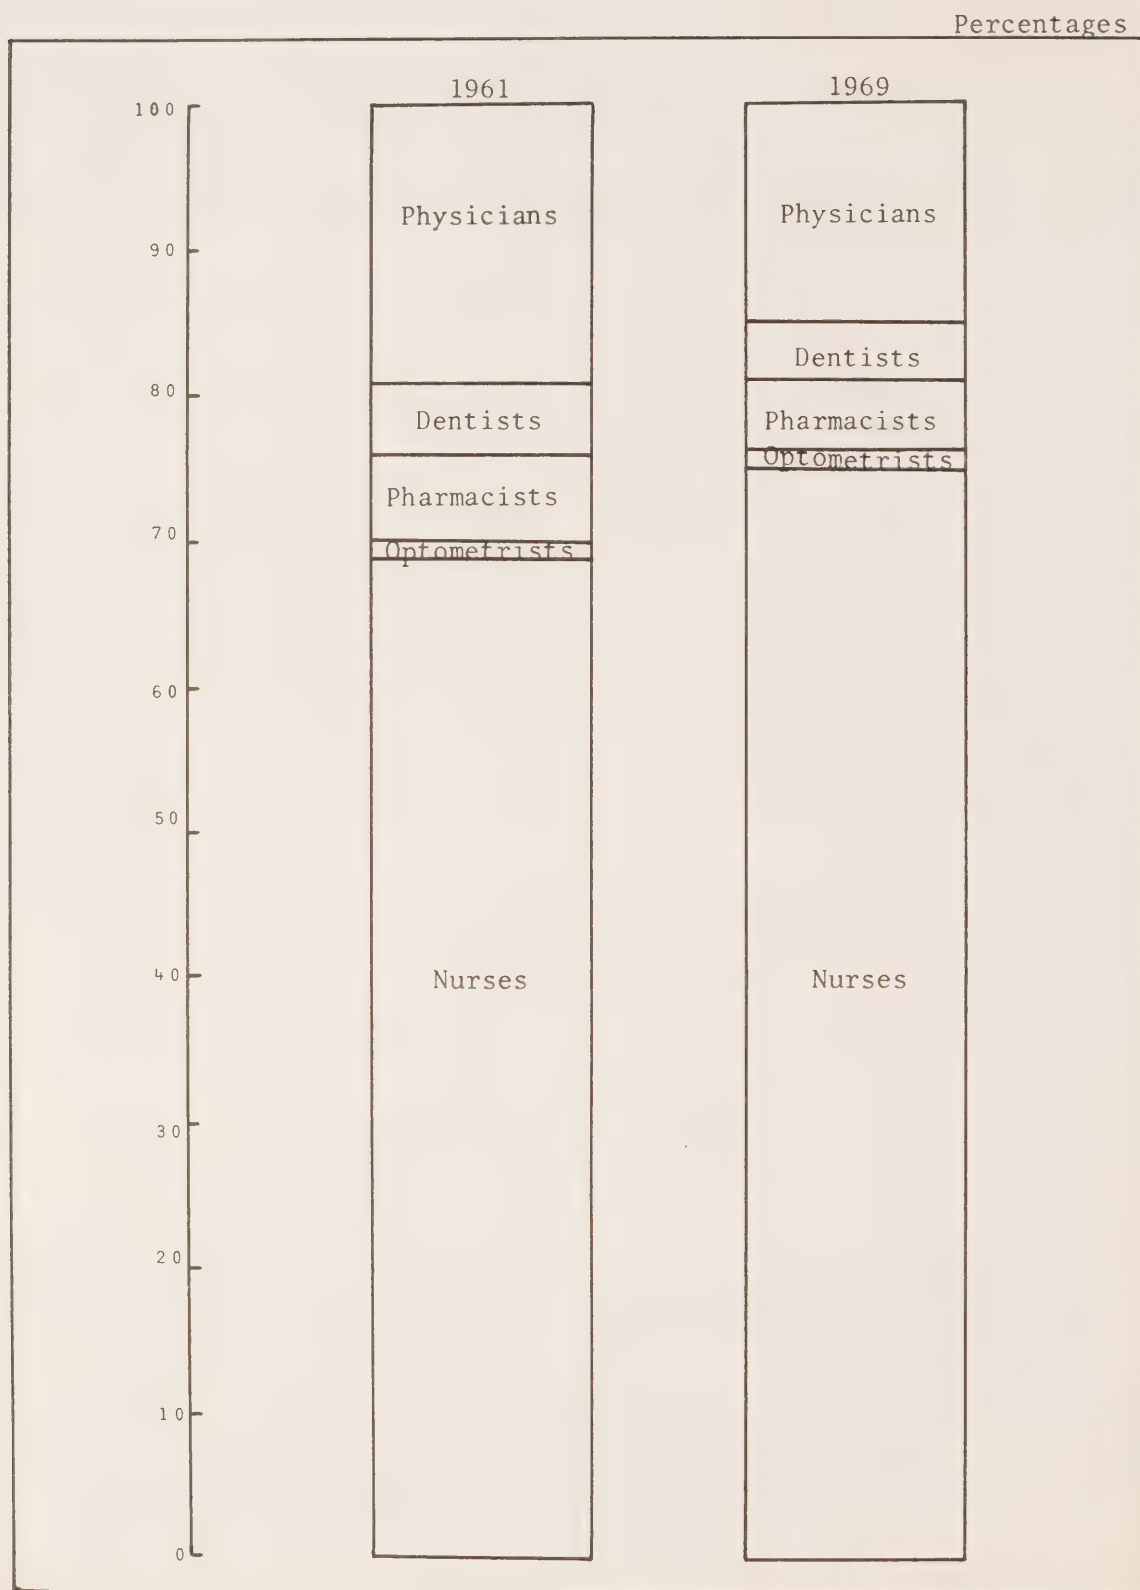 Percentages
1961 1969
100
Physicians Physicians
90
Dentists
80
Dentists Pharmacists
Optometrists
Pharmacists
70
Optometrists
60
50
40 Nurses Nurses
30
20
10
0